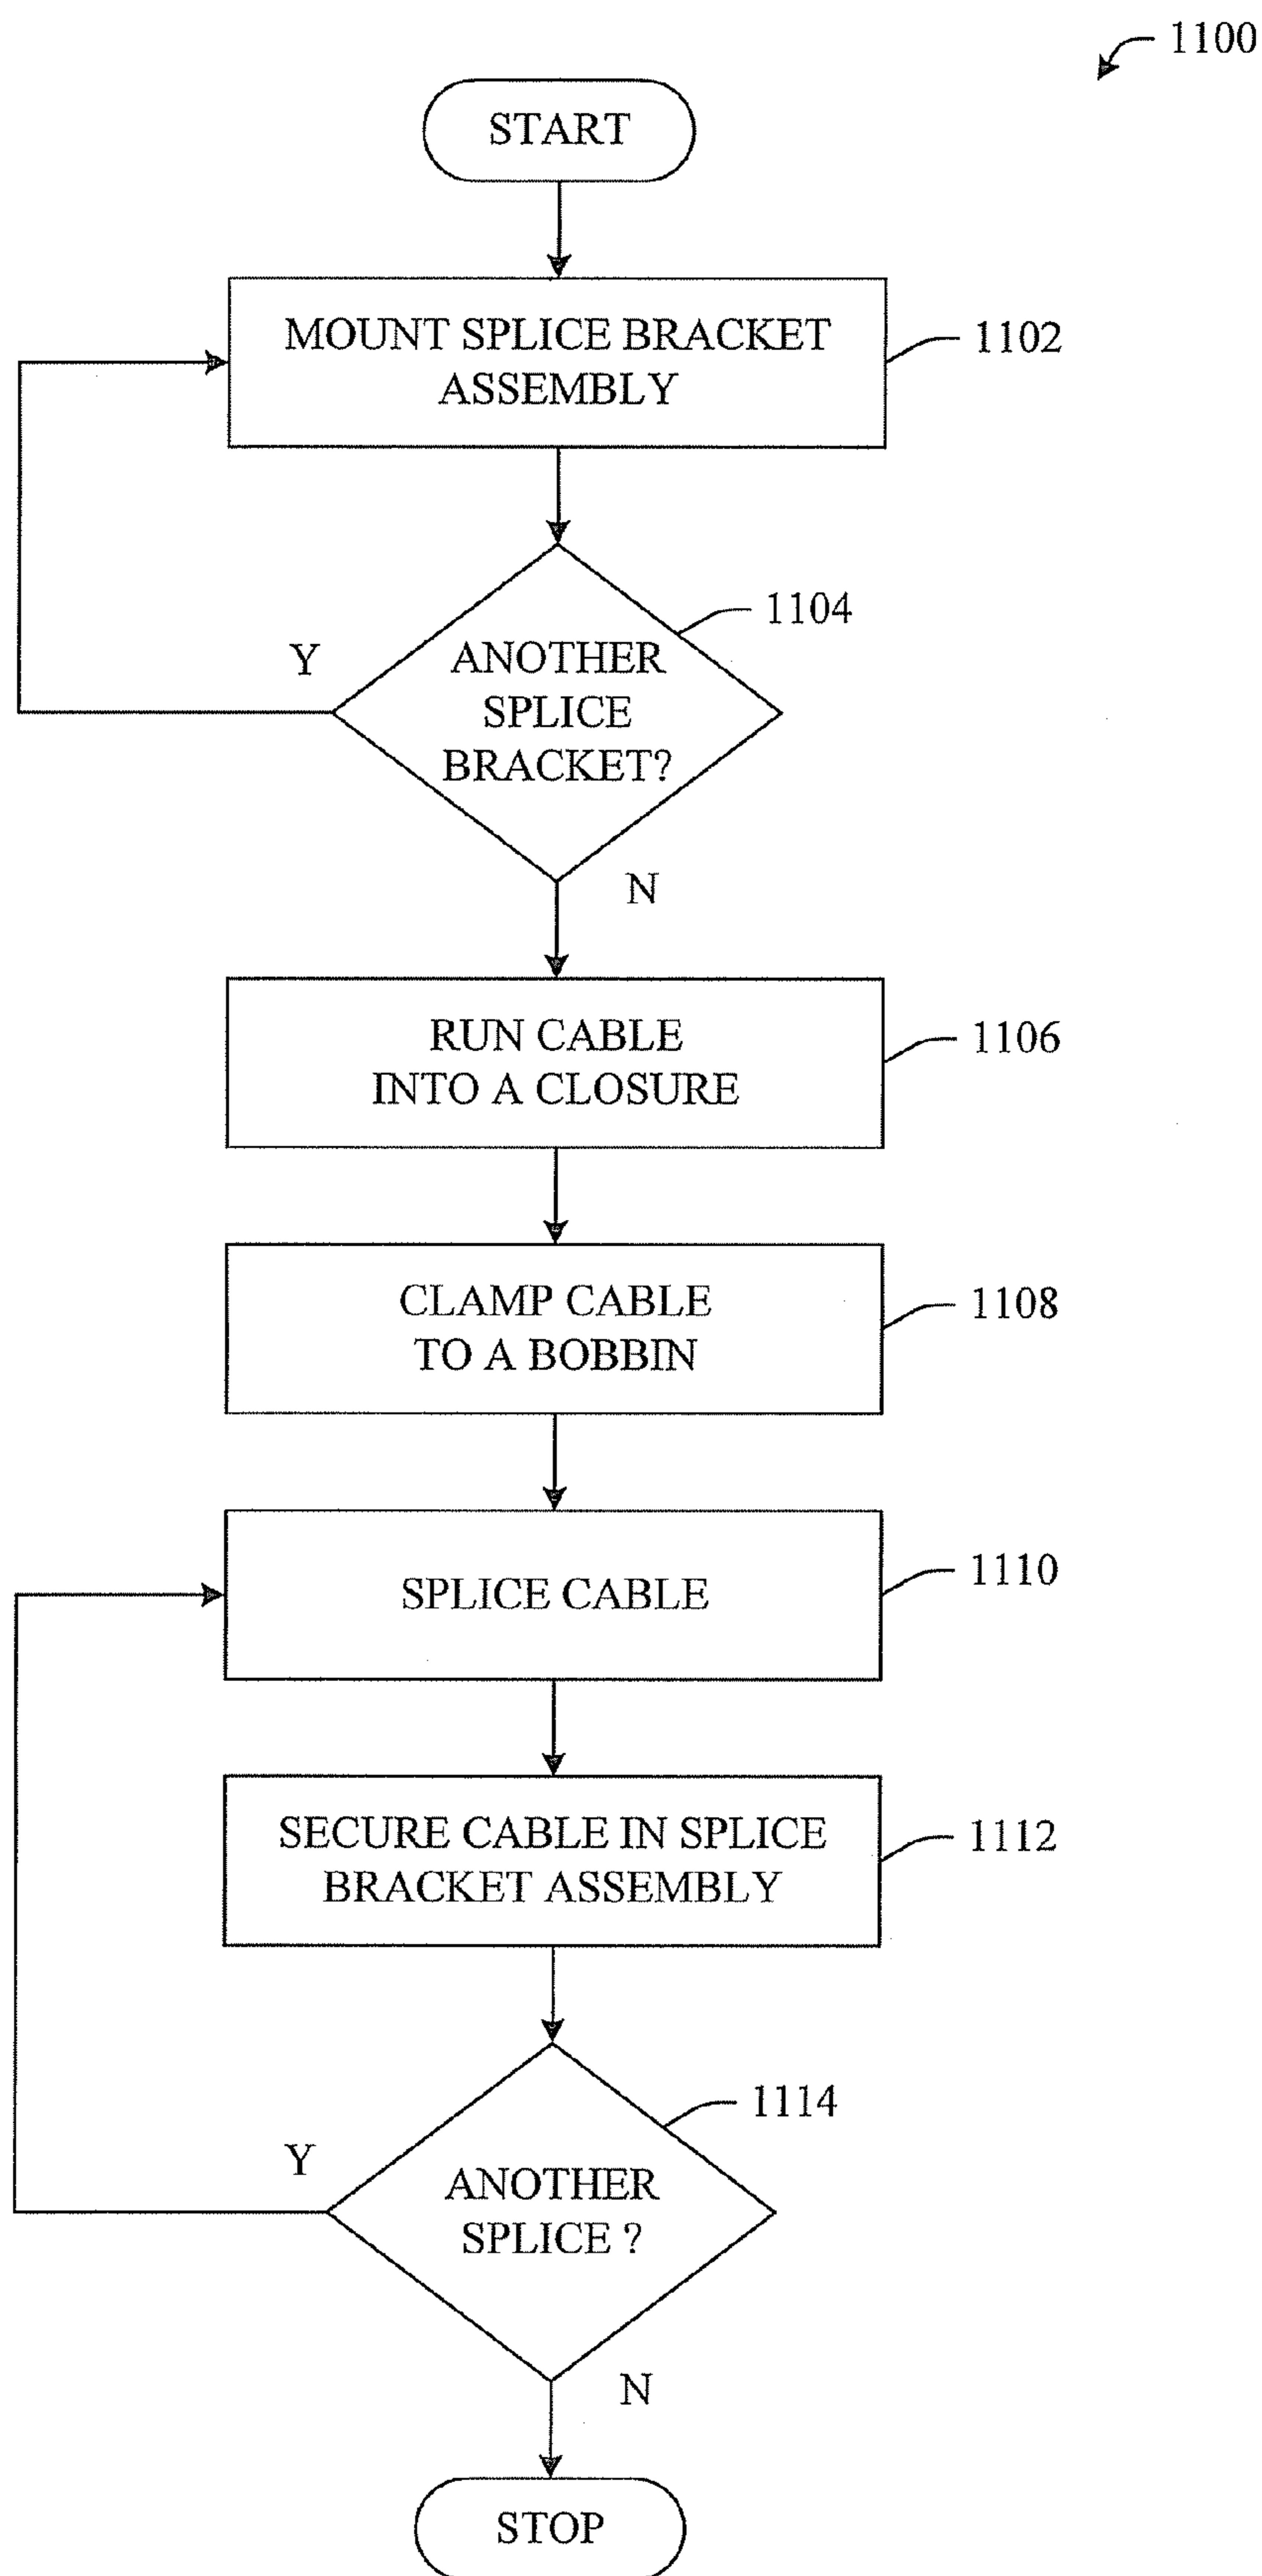 1100
START
MOUNT SPLICE BRACKET
ASSEMBLY
1102
1104
ANOTHER
SPLICE
BRACKET?
Y
N
RUN CABLE
INTO A CLOSURE
1106
CLAMP CABLE
TO A BOBBIN
1108
SPLICE CABLE
1110
SECURE CABLE IN SPLICE
BRACKET ASSEMBLY
1112
1114
Y
ANOTHER
SPLICE ?
N
STOP